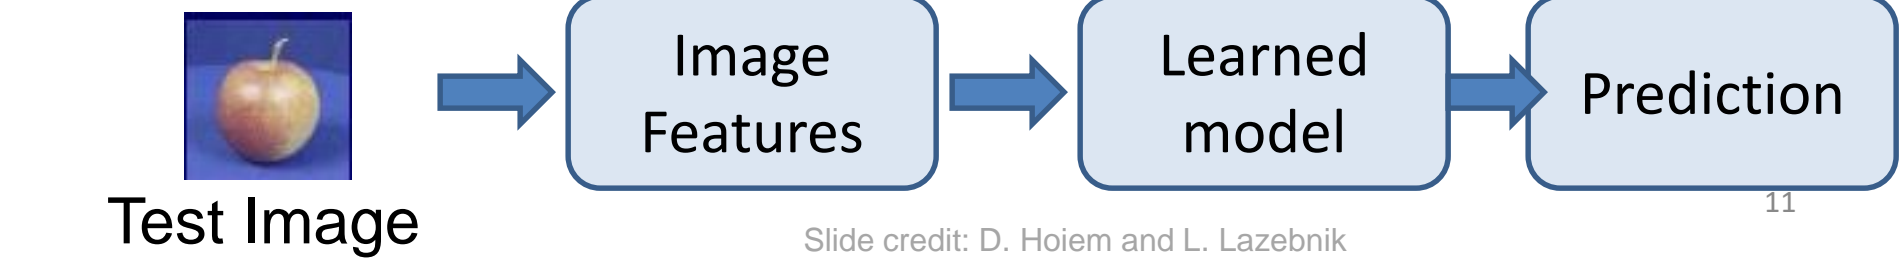 Image
Features
Learned
model
Prediction
Test Image
11
Slide credit: D. Hoiem and L. Lazebnik